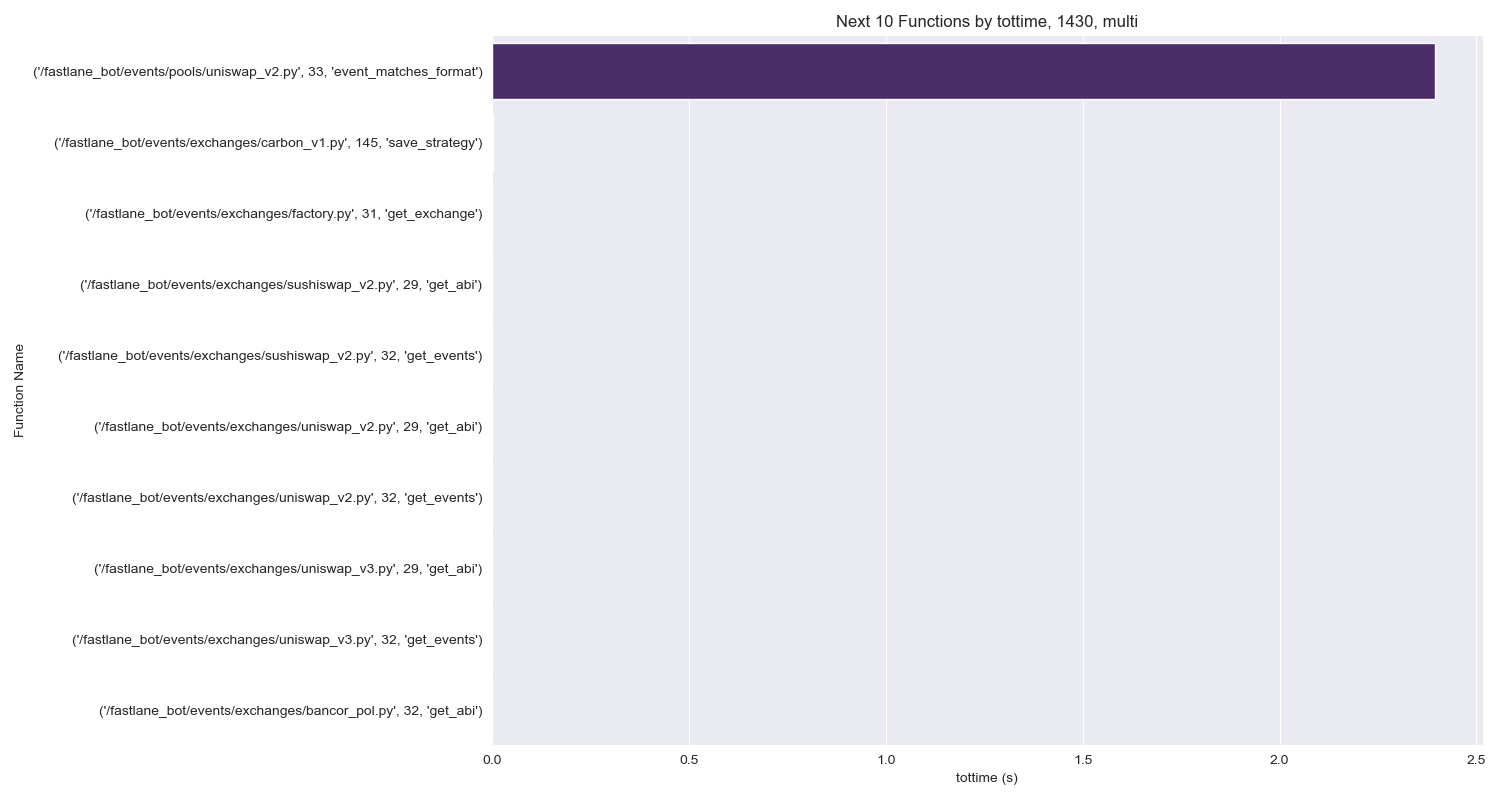 Next 10 Functions by tottime, 1430, multi
('/fastlane_bot/events/pools/uniswap_v2.py', 33, 'event_matches_format')
('/fastlane_bot/events/exchanges/carbon_v1.py', 145, 'save_strategy')
('/fastlane_bot/events/exchanges/factory.py', 31, 'get_exchange')
('/fastlane_bot/events/exchanges/sushiswap_v2.py', 29, 'get_abi')
('/fastlane_bot/events/exchanges/sushiswap_v2.py', 32, 'get_events')
('/fastlane_bot/events/exchanges/uniswap_v2.py', 29, 'get_abi')
('/fastlane_bot/events/exchanges/uniswap_v2.py', 32, 'get_events')
('/fastlane_bot/events/exchanges/uniswap_v3.py', 29, 'get_abi')
('/fastlane_bot/events/exchanges/uniswap_v3.py', 32, 'get_events')
('/fastlane_bot/events/exchanges/bancor_pol.py', 32, 'get_abi')
Function Name
0.0 0.5 1.0 1.5 2.0 2.5
tottime (s)